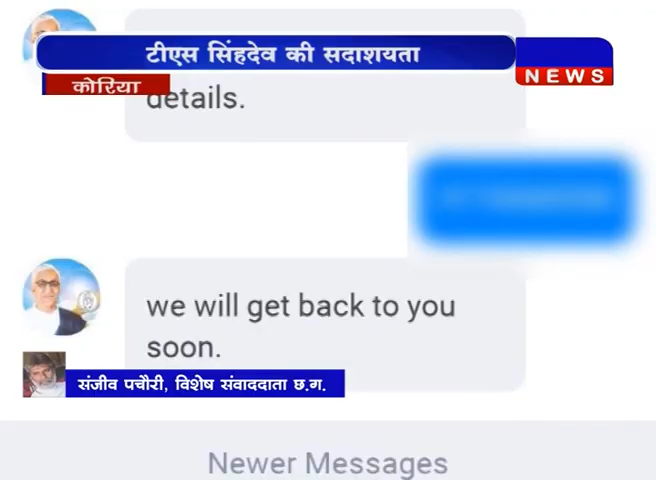 टीएस सिंहदेव की सदाशयता
NEWS
कोरिया
details.
we will get back to you
soon.
संजीव पचौरी, विशेष संवाददाता छ.ग.
Newer Messages